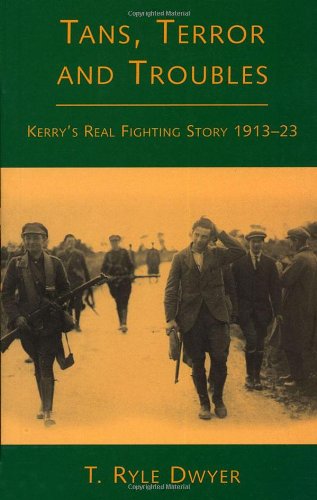 TANS, TERROR
AND TROUBLES
KERRY'S REAL FIGHTING STORY 1913–23
T. RYLE DWYER